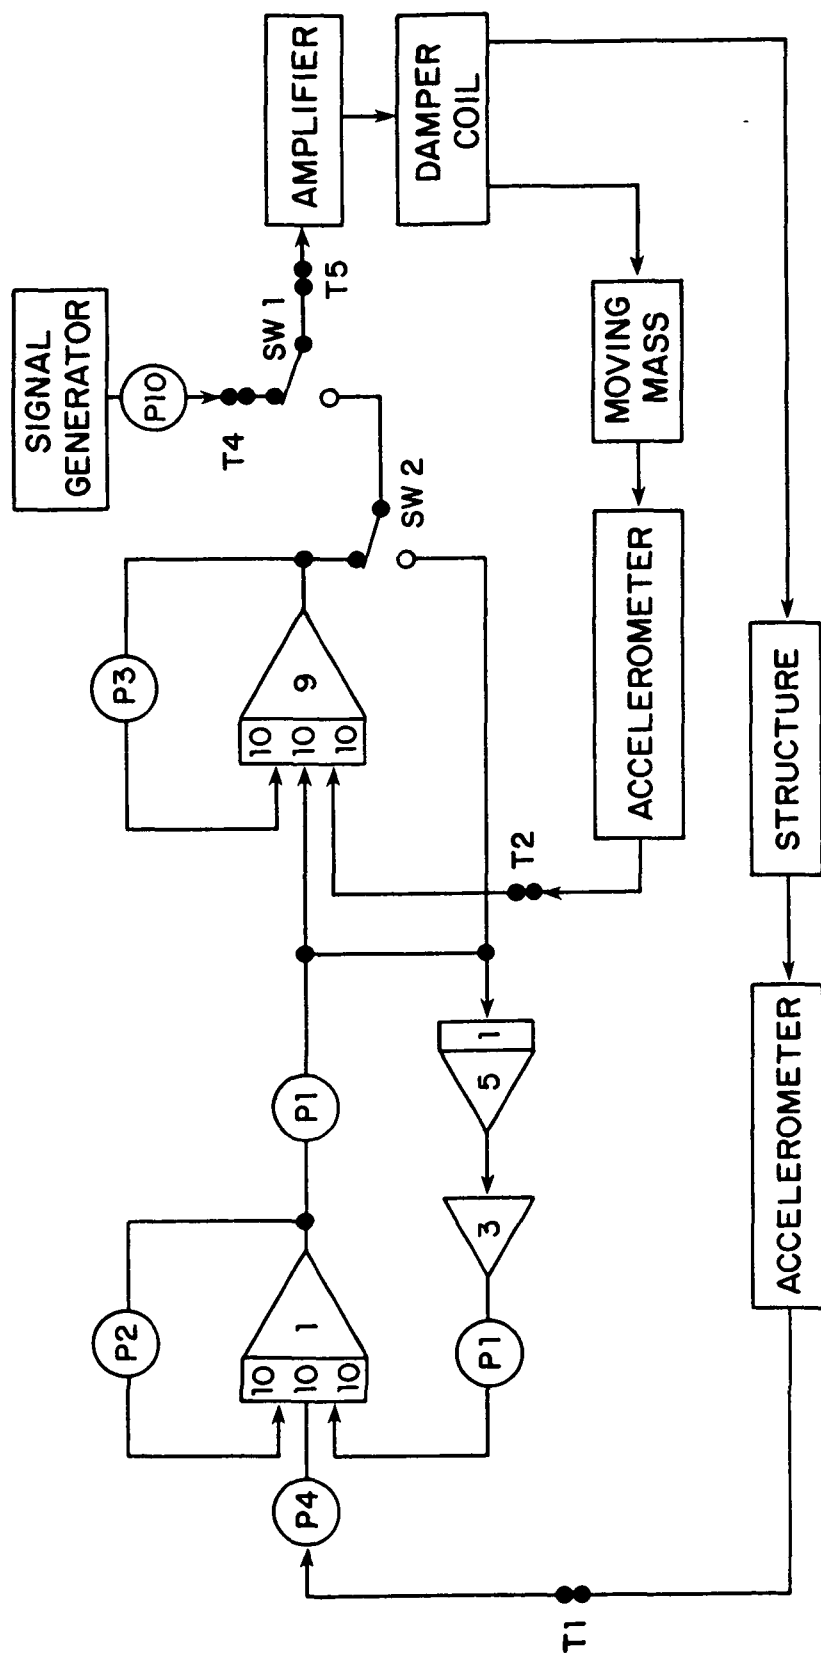 SIGNAL
GENERATOR
P10
T4
SW 1
T5
AMPLIFIER
DAMPER
COIL
SW 2
P3
10
10
10
9
MOVING
MASS
ACCELEROMETER
T2
P1
P2
10
10
10
1
P4
1
5
3
P1
STRUCTURE
ACCELEROMETER
T1